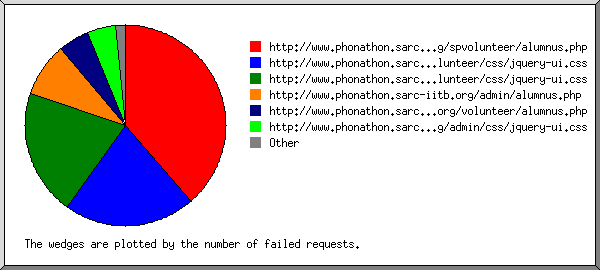 http://www.phonathon.sarc...g/spvolunteer/alumnus.php
http://www.phonathon.sarc...lunteer/css/jquery-ui.css
http://www.phonathon.sarc...lunteer/css/jquery-ui.css
http://www.phonathon.sarc-iitb.org/admin/alumnus.php
http://www.phonathon.sarc...org/volunteer/alumnus.php
http://www.phonathon.sarc...g/admin/css/jquery-ui.css
Other
The wedges are plotted by the number of failed requests.